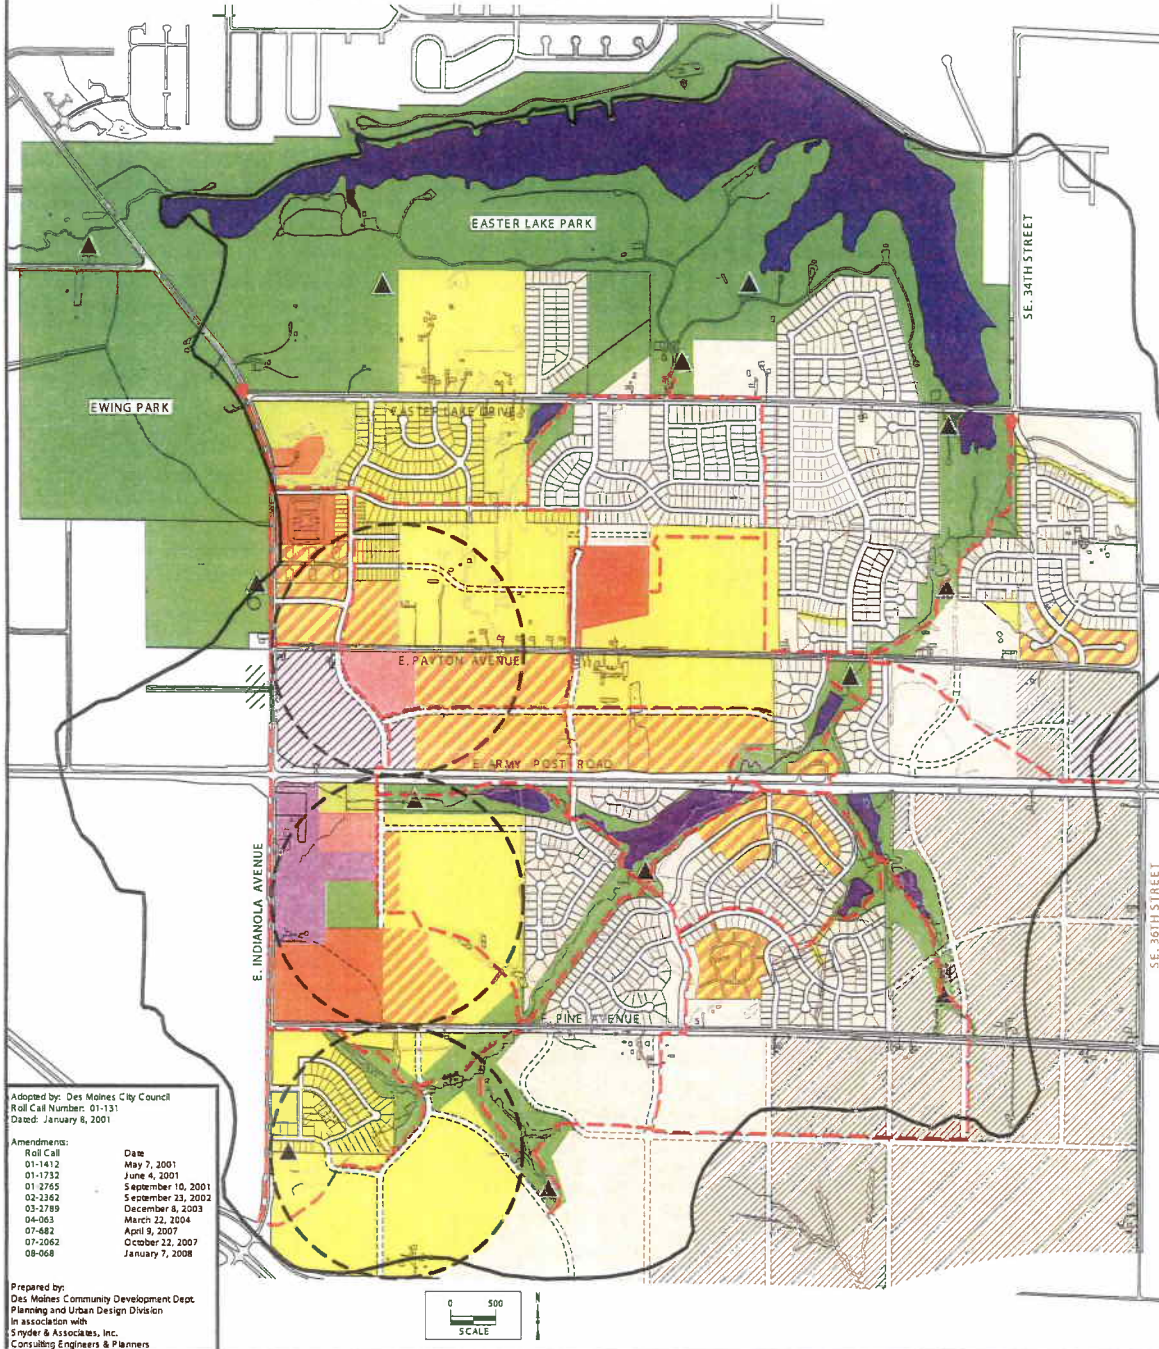 EASTER LAKE PARK
SE. 34TH STREET
EWING PARK
EASTER LAKE DRIVE
E. PAYTON AVENUE
E. ARMY POST ROAD
E. INDIANOLA AVENUE
SE. 36TH STREET
E. PINE AVENUE
Adopted by: Des Moines City Council
Roll Call Number: 01-131
Dated: January 8, 2001
Amendments:
Roll Call Date
01-1412 May 7, 2001
01-1732 June 4, 2001
01-2765 September 10, 2001
02-2362 September 23, 2002
03-2789 December 8, 2003
04-063 March 22, 2004
07-682 April 9, 2007
07-2062 October 22, 2007
08-068 January 7, 2008
Prepared by:
Des Moines Community Development Dept.
Planning and Urban Design Division
in association with
Snyder & Associates, Inc.
Consulting Engineers & Planners
0 500
SCALE
N